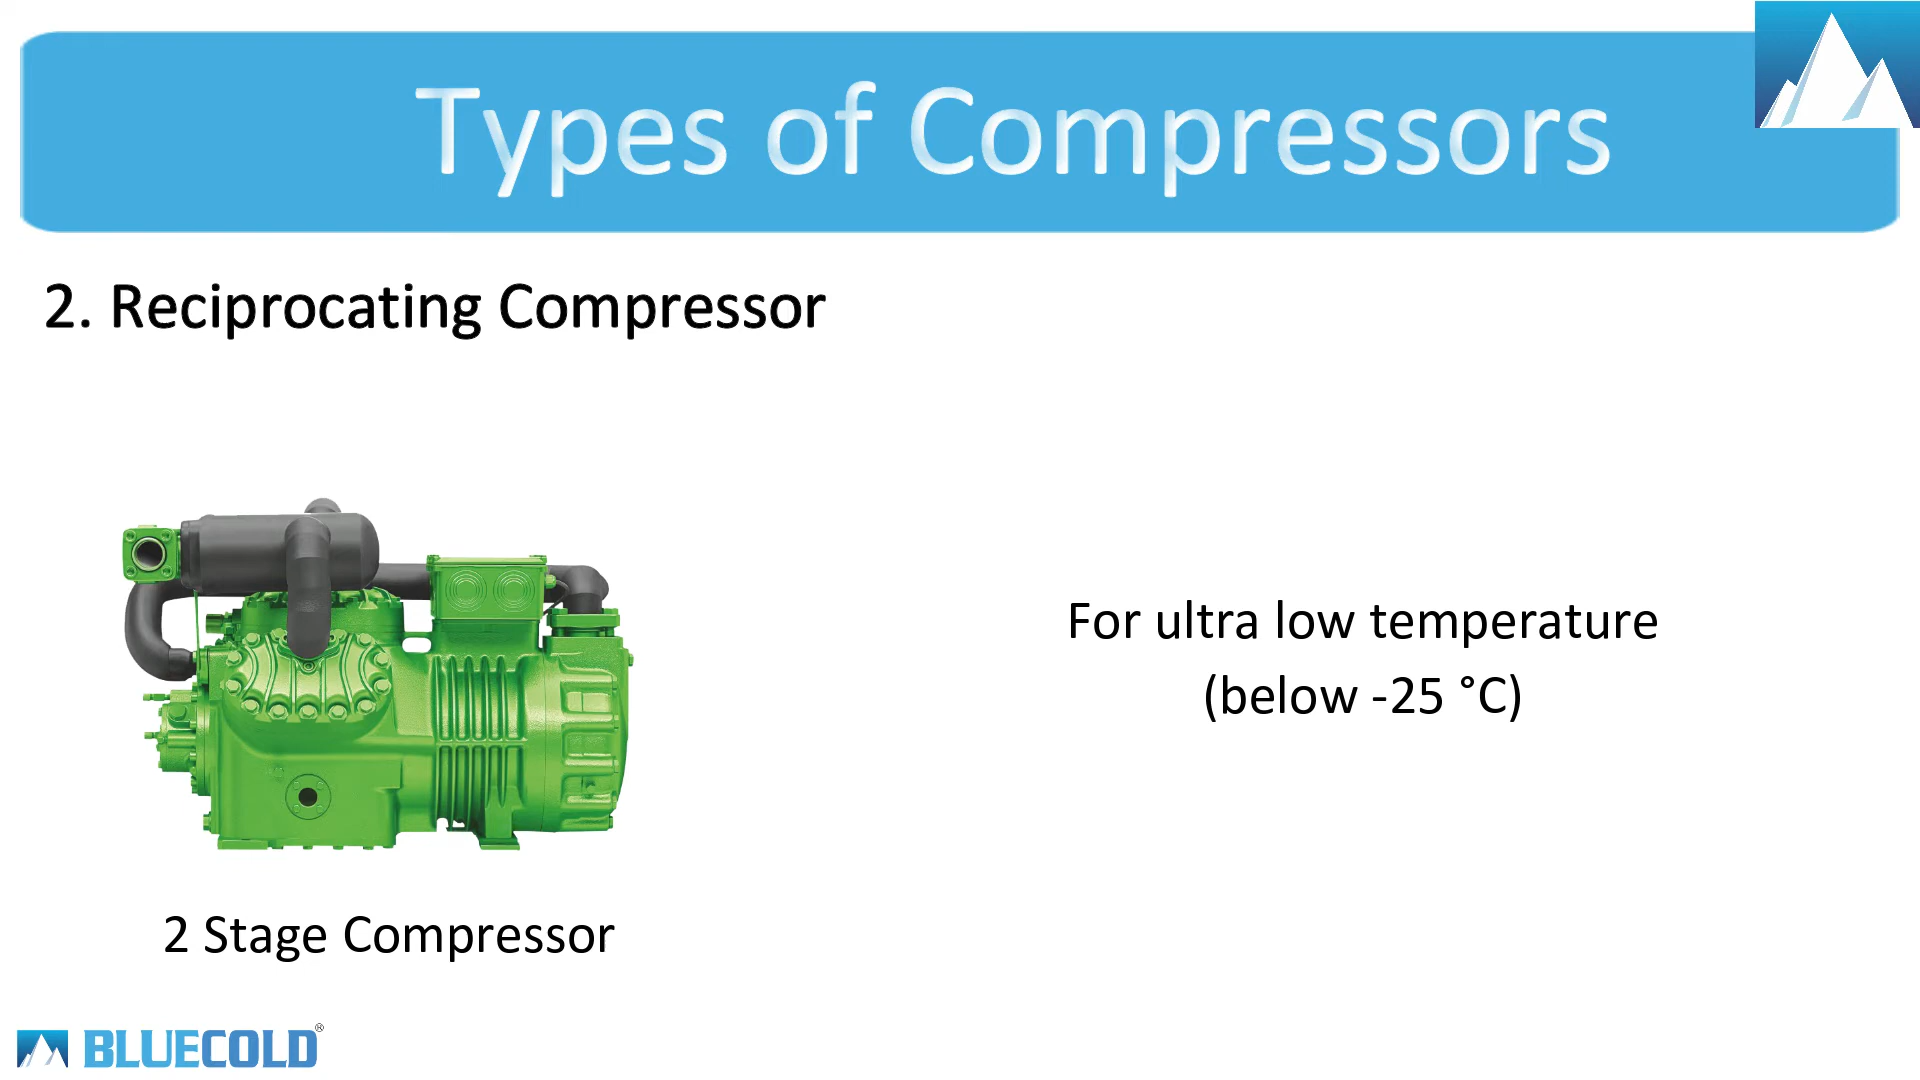 Types of Compressors
2. Reciprocating Compressor
For ultra low temperature
(below -25 °C)
2 Stage Compressor
BLUECOLD®